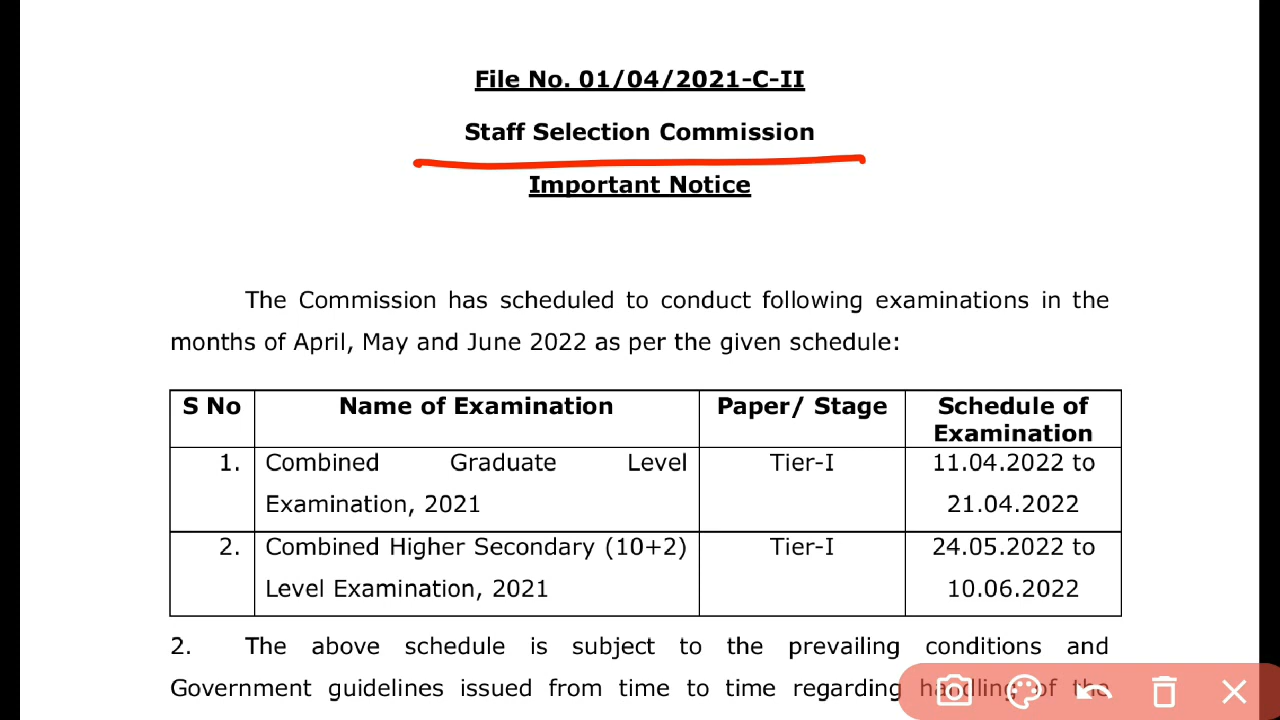 File No. 01/04/2021-C-II
Staff Selection Commission
Important Notice
The Commission has scheduled to conduct following examinations in the
months of April, May and June 2022 as per the given schedule:
S No Name of Examination Paper/ Stage Schedule of
Examination
1. Combined Graduate Level Tier-I 11.04.2022 to
Examination, 2021 21.04.2022
2. Combined Higher Secondary (10+2) Tier-I 24.05.2022 to
Level Examination, 2021 10.06.2022
2. The above schedule is subject to the prevailing conditions and
Government guidelines issued from time to time regarding handling of the